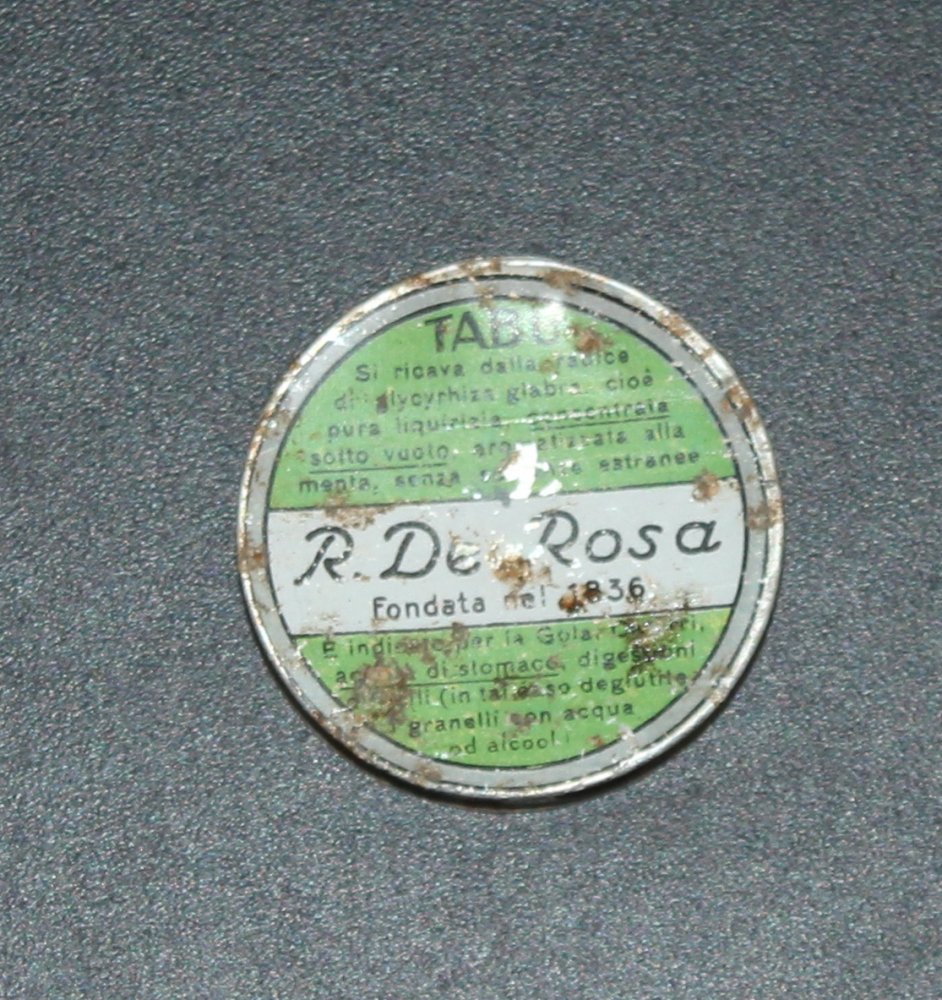 TABÙ
Si ricava dalla radice
di glycyrhiza glabra, cioè
pura liquirizia, concentrata
sotto vuoto, aromatizzata alla
menta, senza estranee
R. De Rosa
Fondata nel 1836
È indicato per la Gola,
di stomaco, digestioni
(in tal caso deglutire
granelli con acqua
od alcool